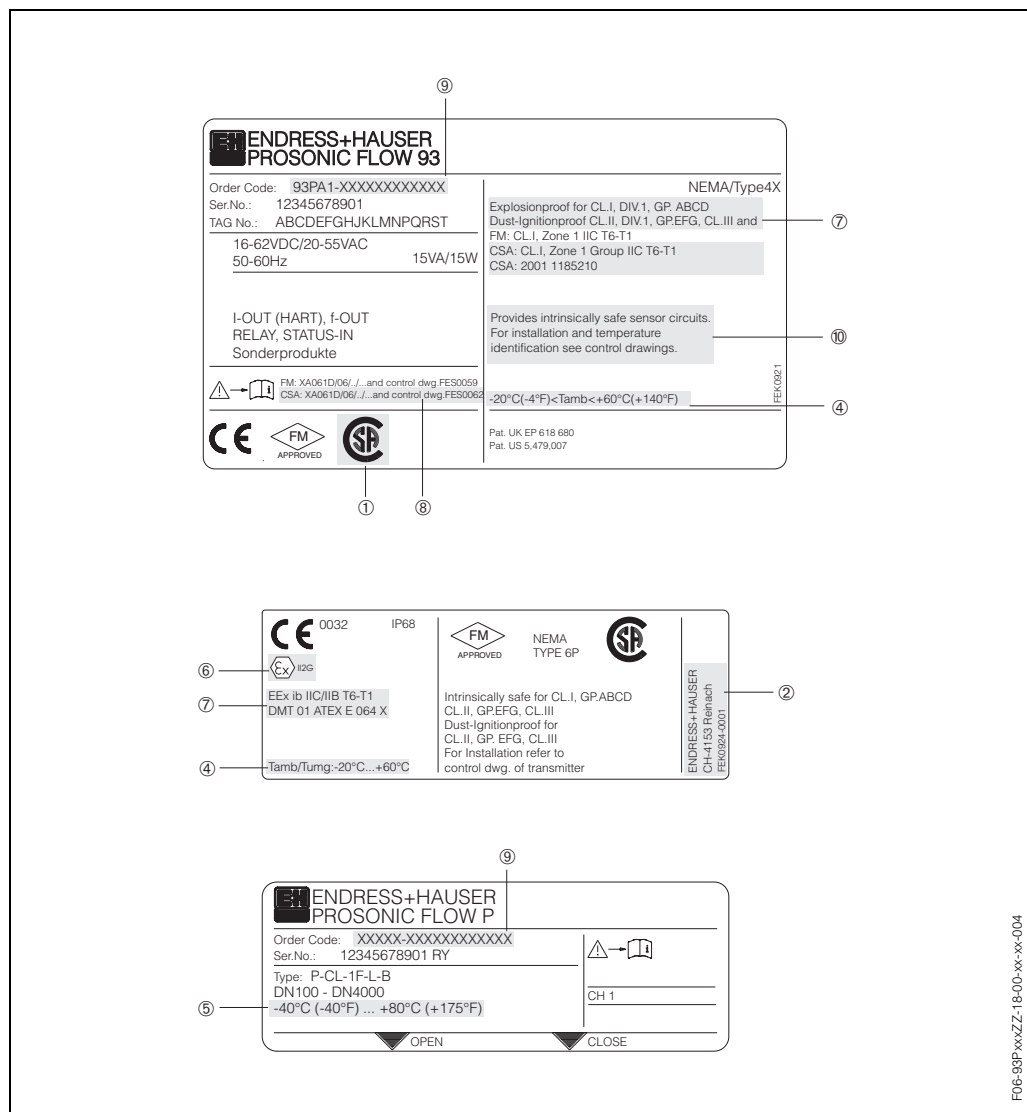 ⑨
ENDRESS+HAUSER
PROSONIC FLOW 93
Order Code: 93PA1-XXXXXXXXXXXX
Ser.No.: 12345678901
TAG No.: ABCDEFGHJKLMNPQRST
16-62VDC/20-55VAC
50-60Hz 15VA/15W
I-OUT (HART), f-OUT
RELAY, STATUS-IN
Sonderprodukte
i
FM: XA061D/06/../...and control dwg.FES0059
CSA: XA061D/06/../...and control dwg.FES0062
CE
FM
APPROVED
CSA
NEMA/Type4X
Explosionproof for CL.I, DIV.1, GP. ABCD
Dust-Ignitionproof CL.II, DIV.1, GP.EFG, CL.III and
FM: CL.I, Zone 1 IIC T6-T1
CSA: CL.I, Zone 1 Group IIC T6-T1
CSA: 2001 1185210
⑦
Provides intrinsically safe sensor circuits.
For installation and temperature
identification see control drawings.
⑩
-20°C(-4°F)<Tamb<+60°C(+140°F)
④
FEK0921
Pat. UK EP 618 680
Pat. US 5,479,007
①
⑧
CE 0032 IP68
⑥
Ex II2G
⑦
EEx ib IIC/IIB T6-T1
DMT 01 ATEX E 064 X
④
Tamb/Tumg:-20°C...+60°C
FM
APPROVED
NEMA
TYPE 6P
CSA
Intrinsically safe for CL.I, GP.ABCD
CL.II, GP.EFG, CL.III
Dust-Ignitionproof for
CL.II, GP. EFG, CL.III
For Installation refer to
control dwg. of transmitter
ENDRESS+HAUSER
CH-4153 Reinach
FEK0924-0001
②
⑨
EH
ENDRESS+HAUSER
PROSONIC FLOW P
Order Code: XXXXX-XXXXXXXXXXXX
Ser.No.: 12345678901 RY
Type: P-CL-1F-L-B
DN100 - DN4000
⑤
-40°C (-40°F) ... +80°C (+175°F)
i
CH 1
OPEN
CLOSE
F06-93PxxxZZ-18-00-xx-xx-004